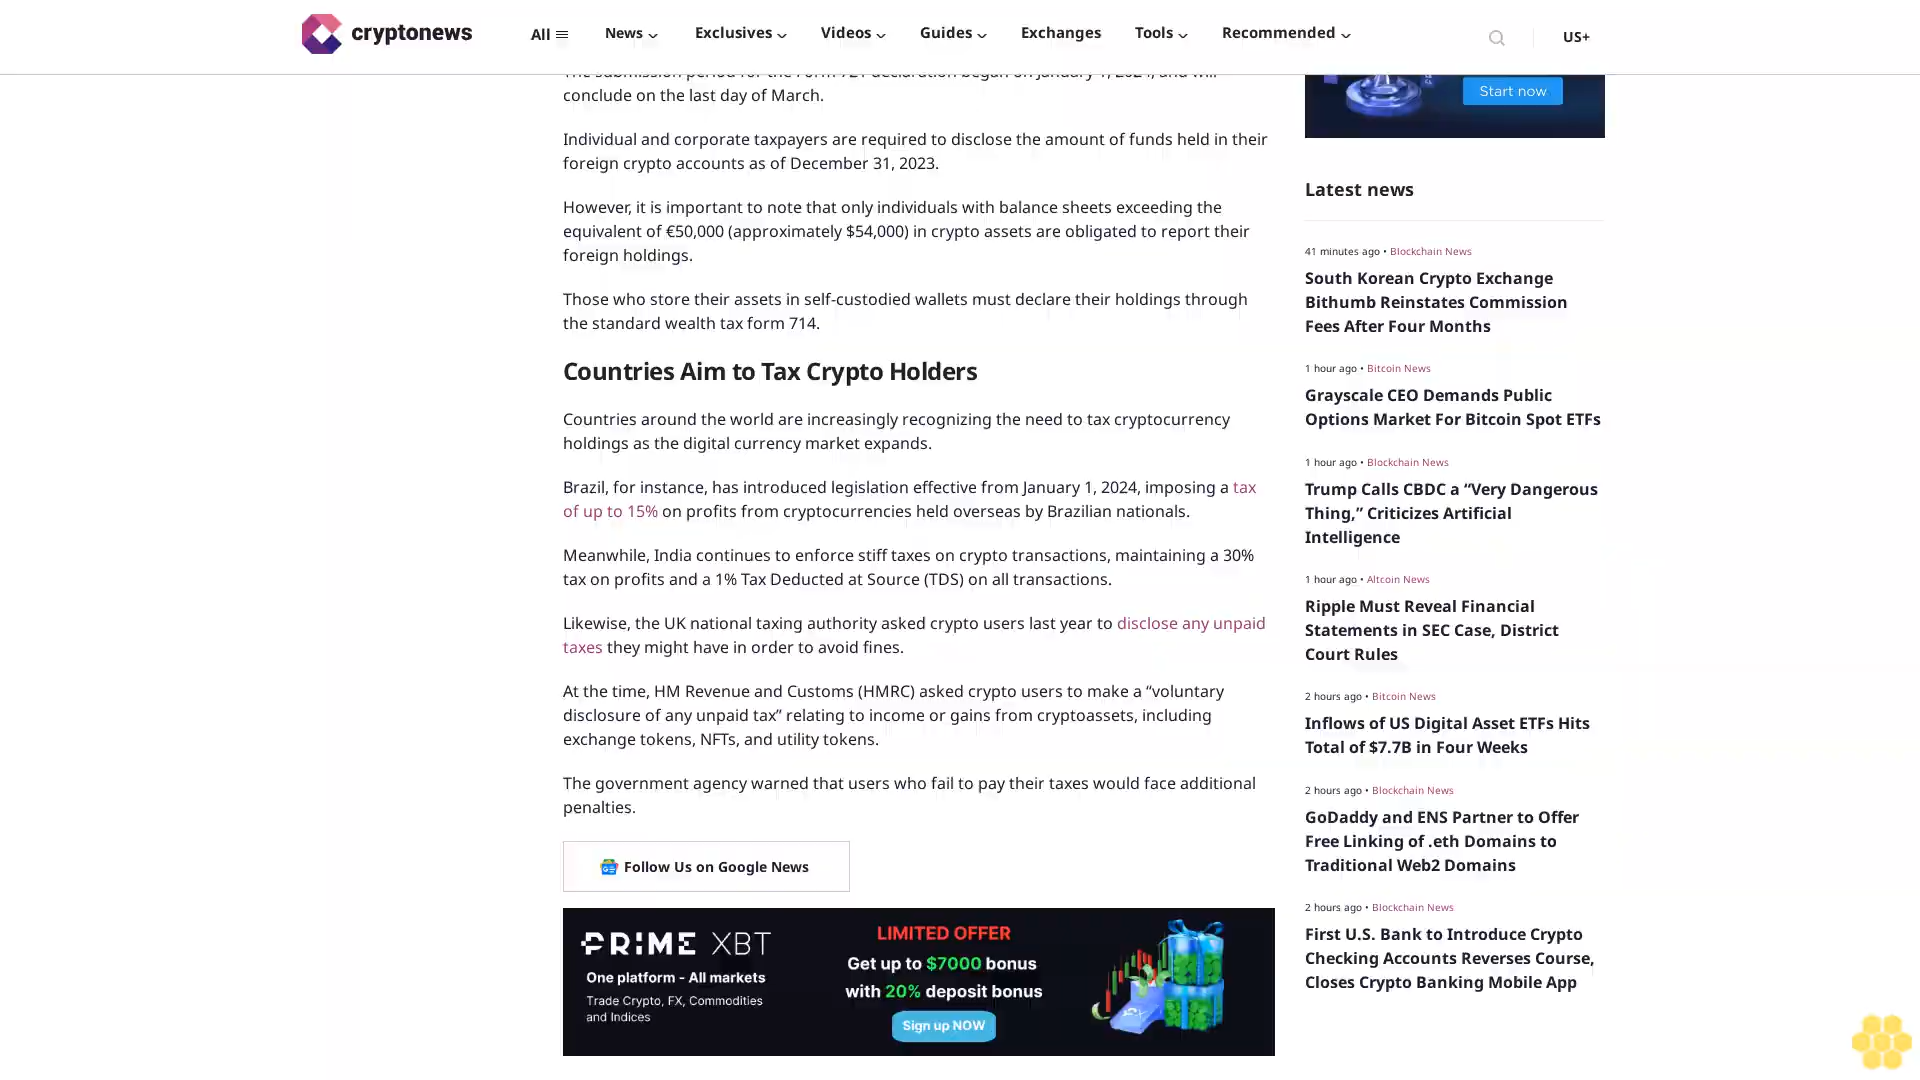 cryptonews
All
News
Exclusives
Videos
Guides
Exchanges
Tools
Recommended
US+
The submission period for the Form 721 declaration began on January 1, 2024, and will
conclude on the last day of March.
Individual and corporate taxpayers are required to disclose the amount of funds held in their
foreign crypto accounts as of December 31, 2023.
However, it is important to note that only individuals with balance sheets exceeding the
equivalent of €50,000 (approximately $54,000) in crypto assets are obligated to report their
foreign holdings.
Those who store their assets in self-custodied wallets must declare their holdings through
the standard wealth tax form 714.
Countries Aim to Tax Crypto Holders
Countries around the world are increasingly recognizing the need to tax cryptocurrency
holdings as the digital currency market expands.
Brazil, for instance, has introduced legislation effective from January 1, 2024, imposing a tax
of up to 15% on profits from cryptocurrencies held overseas by Brazilian nationals.
Meanwhile, India continues to enforce stiff taxes on crypto transactions, maintaining a 30%
tax on profits and a 1% Tax Deducted at Source (TDS) on all transactions.
Likewise, the UK national taxing authority asked crypto users last year to disclose any unpaid
taxes they might have in order to avoid fines.
At the time, HM Revenue and Customs (HMRC) asked crypto users to make a “voluntary
disclosure of any unpaid tax” relating to income or gains from cryptoassets, including
exchange tokens, NFTs, and utility tokens.
The government agency warned that users who fail to pay their taxes would face additional
penalties.
Follow Us on Google News
PRIME XBT
One platform - All markets
Trade Crypto, FX, Commodities
and Indices
LIMITED OFFER
Get up to $7000 bonus
with 20% deposit bonus
Sign up NOW
Start now
Latest news
41 minutes ago • Blockchain News
South Korean Crypto Exchange
Bithumb Reinstates Commission
Fees After Four Months
1 hour ago • Bitcoin News
Grayscale CEO Demands Public
Options Market For Bitcoin Spot ETFs
1 hour ago • Blockchain News
Trump Calls CBDC a “Very Dangerous
Thing,” Criticizes Artificial
Intelligence
1 hour ago • Altcoin News
Ripple Must Reveal Financial
Statements in SEC Case, District
Court Rules
2 hours ago • Bitcoin News
Inflows of US Digital Asset ETFs Hits
Total of $7.7B in Four Weeks
2 hours ago • Blockchain News
GoDaddy and ENS Partner to Offer
Free Linking of .eth Domains to
Traditional Web2 Domains
2 hours ago • Blockchain News
First U.S. Bank to Introduce Crypto
Checking Accounts Reverses Course,
Closes Crypto Banking Mobile App